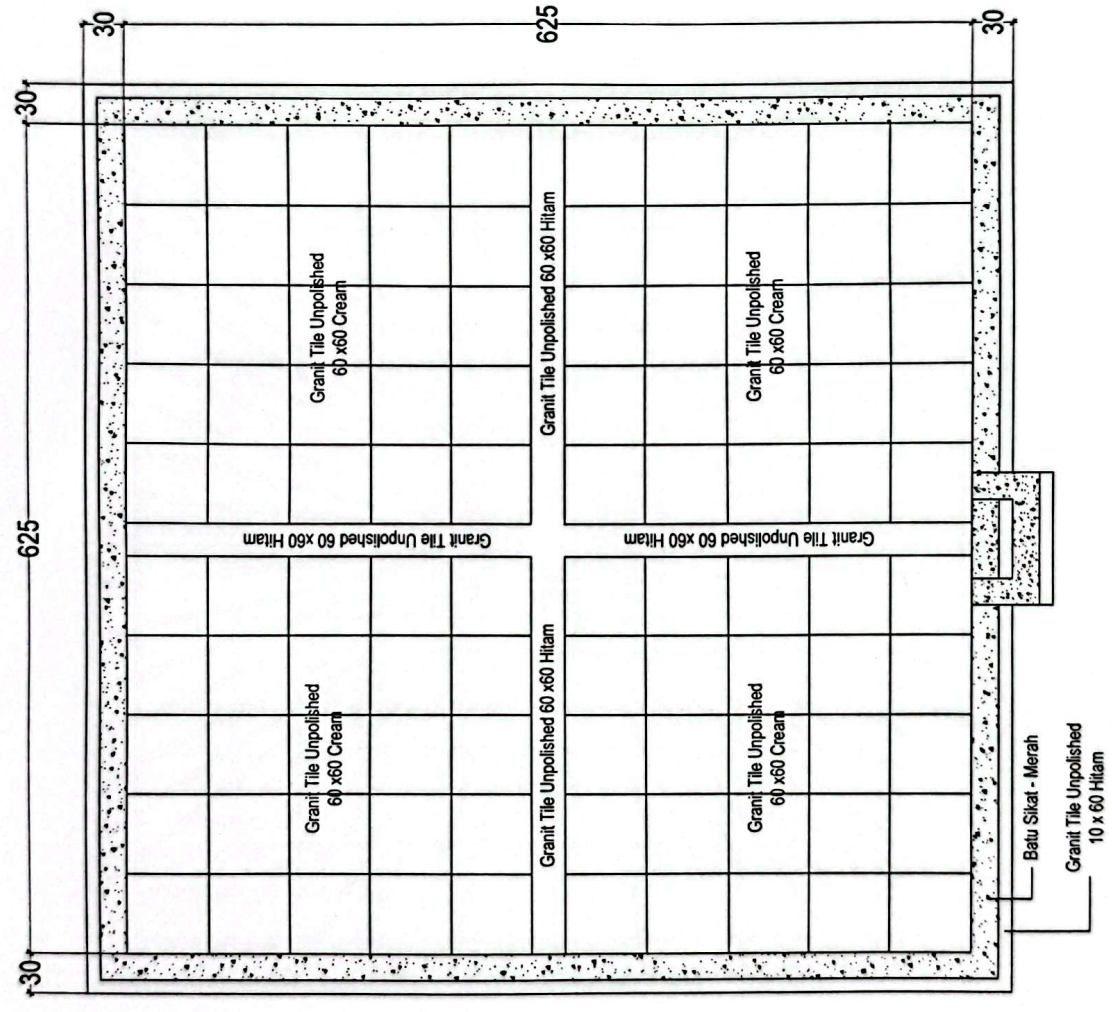 30
625
30
30
625
30
Granit Tile Unpolished
60 x60 Cream
Granit Tile Unpolished 60 x60 Hitam
Granit Tile Unpolished
60 x60 Cream
Granit Tile Unpolished 60 x60 Hitam
Granit Tile Unpolished 60 x60 Hitam
Granit Tile Unpolished
60 x60 Cream
Granit Tile Unpolished 60 x60 Hitam
Granit Tile Unpolished
60 x60 Cream
Batu Sikat - Merah
Granit Tile Unpolished
10 x 60 Hitam